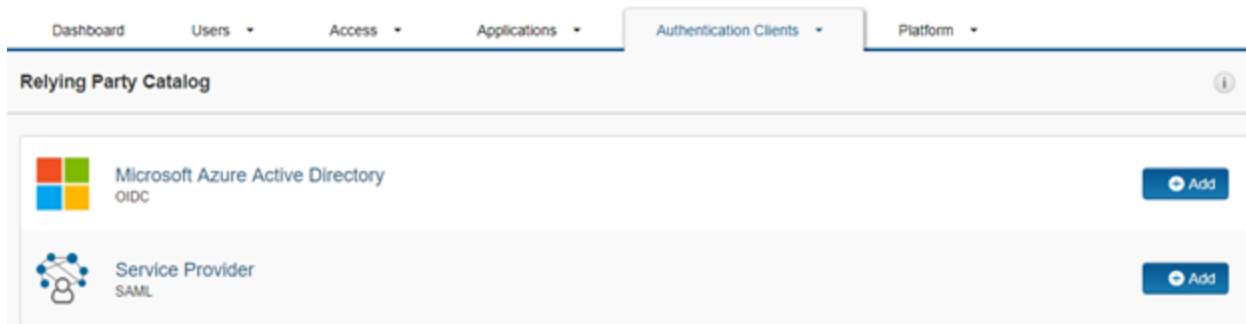 Dashboard Users Access Applications Authentication Clients Platform
Relying Party Catalog
i
Microsoft Azure Active Directory
OIDC
Add
Service Provider
SAML
Add